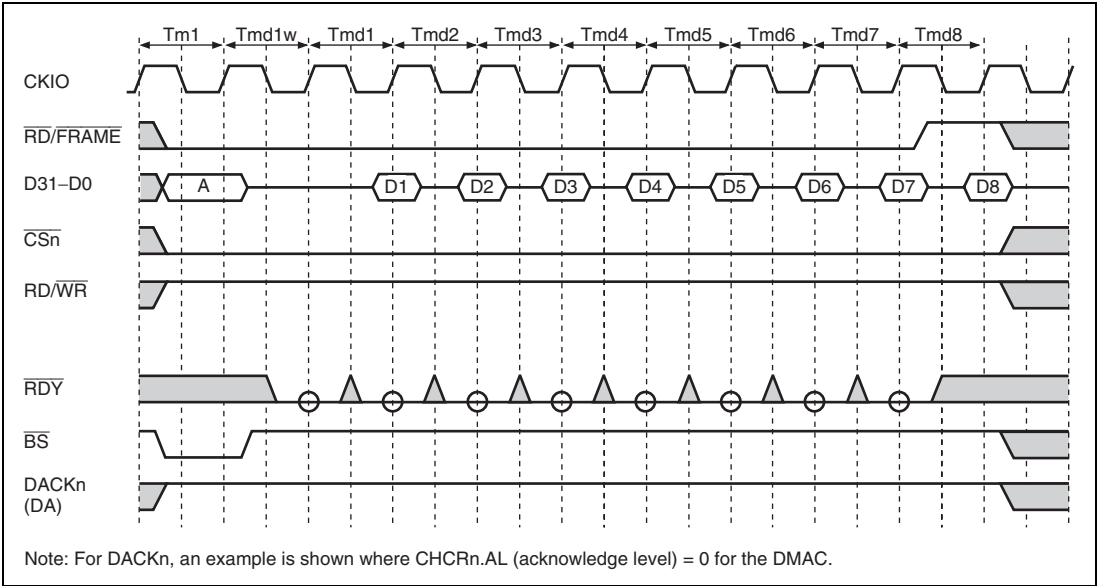 Tm1 Tmd1w Tmd1 Tmd2 Tmd3 Tmd4 Tmd5 Tmd6 Tmd7 Tmd8
CKIO
RD/FRAME
D31–D0 A D1 D2 D3 D4 D5 D6 D7 D8
CSn
RD/WR
RDY
BS
DACKn
(DA)
Note: For DACKn, an example is shown where CHCRn.AL (acknowledge level) = 0 for the DMAC.